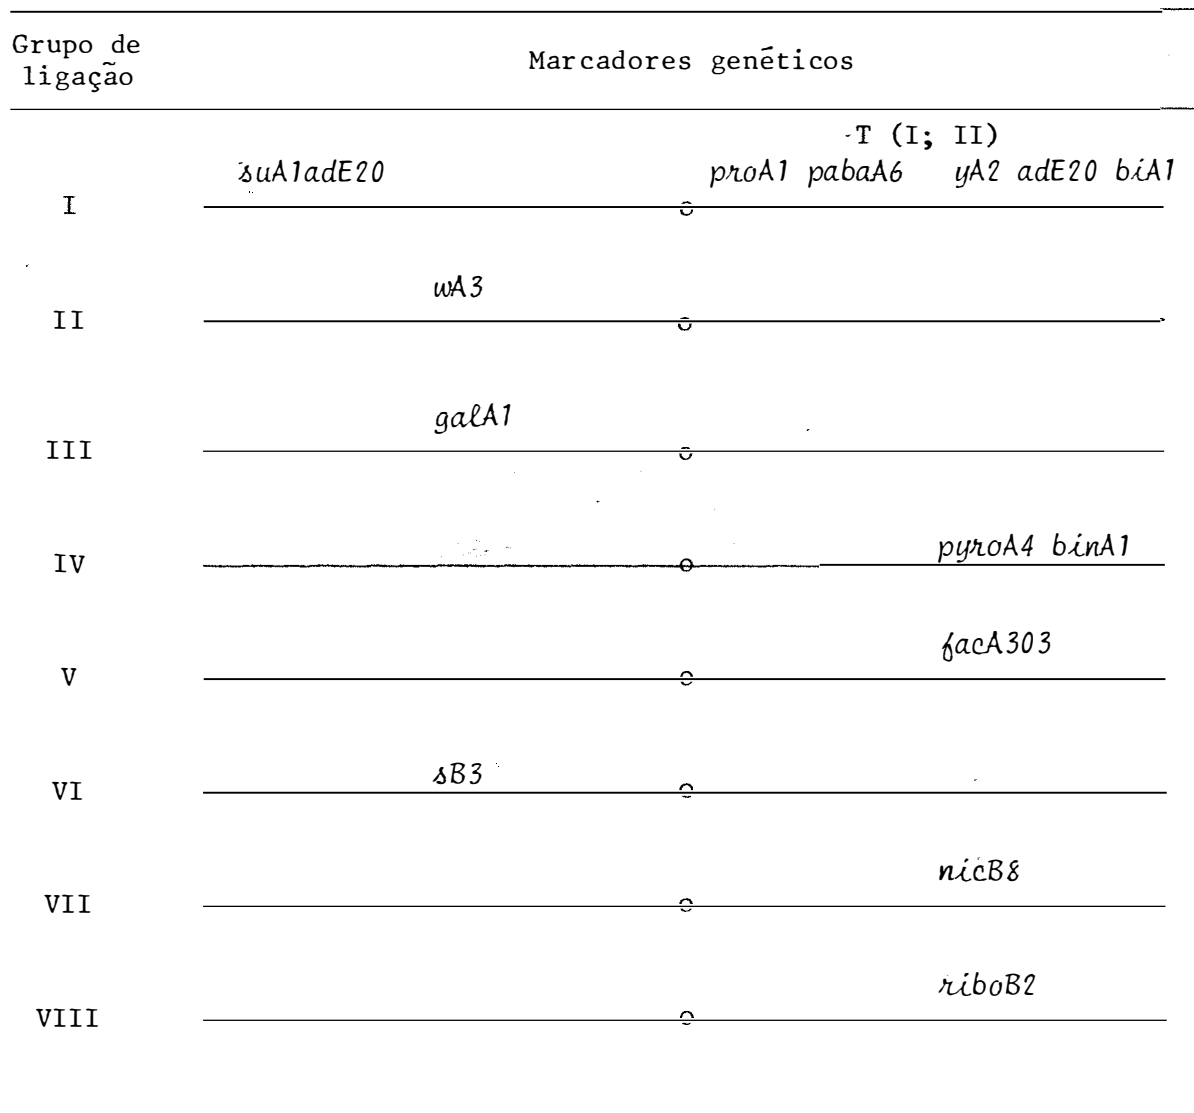 Grupo de
ligação
Marcadores genéticos
T (I; II)
suA1adE20 proA1 pabaA6 yA2 adE20 biA1
I
wA3
II
galA1
III
pyroA4 binA1
IV
facA303
V
sB3
VI
nicB8
VII
riboB2
VIII